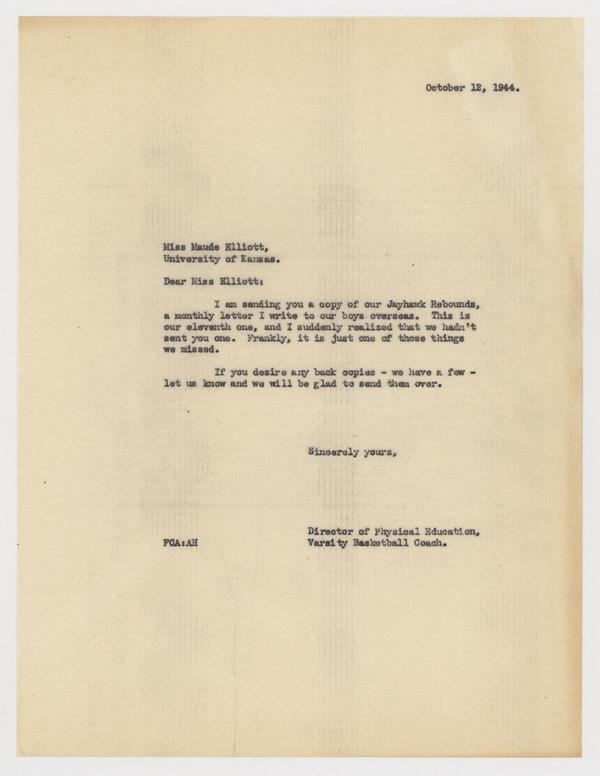 October 12, 1944.
Miss Maude Elliott,
University of Kansas.
Dear Miss Elliott:
I am sending you a copy of our Jayhawk Rebounds,
a monthly letter I write to our boys overseas. This is
our eleventh one, and I suddenly realized that we hadn't
sent you one. Frankly, it is just one of those things
we missed.
If you desire any back copies - we have a few -
let us know and we will be glad to send them over.
Sincerely yours,
Director of Physical Education,
FCA:AH Varsity Basketball Coach.